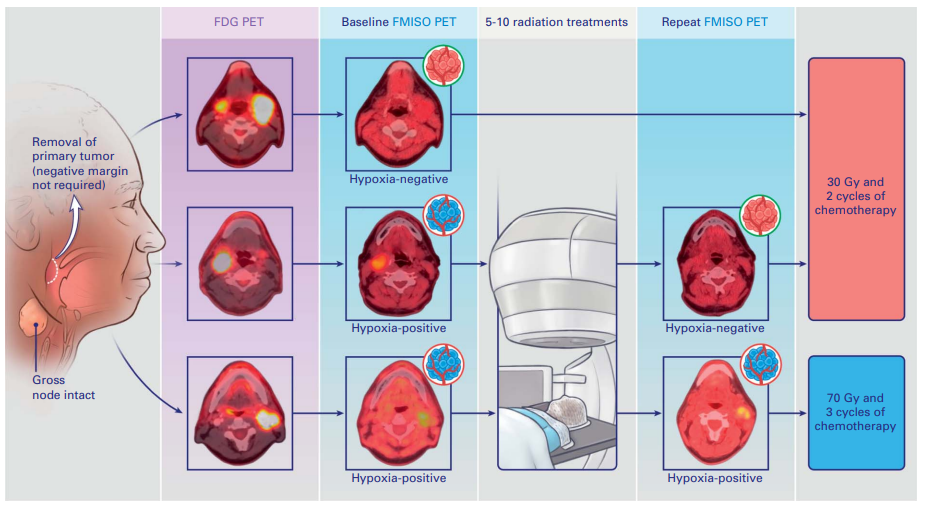 FDG PET
Baseline FMISO PET
5-10 radiation treatments
Repeat FMISO PET
Removal of
primary tumor
(negative margin
not required)
Gross
node intact
Hypoxia-negative
Hypoxia-positive
Hypoxia-negative
Hypoxia-positive
Hypoxia-positive
30 Gy and
2 cycles of
chemotherapy
70 Gy and
3 cycles of
chemotherapy